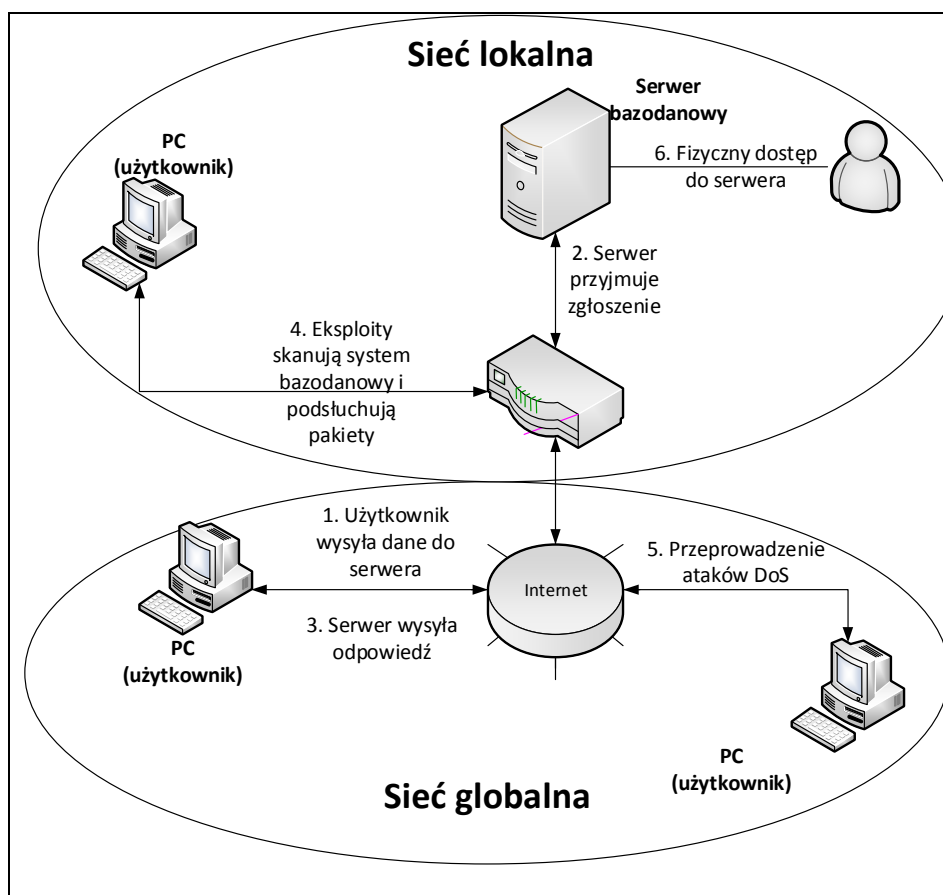 Sieć lokalna
Serwer
bazodanowy
PC
(użytkownik)
6. Fizyczny dostęp
do serwera
2. Serwer
przyjmuje
zgłoszenie
4. Eksploity
skanują system
bazodanowy i
podsłuchują
pakiety
1. Użytkownik
wysyła dane do
serwera
5. Przeprowadzenie
ataków DoS
Internet
3. Serwer wysyła
odpowiedź
PC
(użytkownik)
PC
(użytkownik)
Sieć globalna